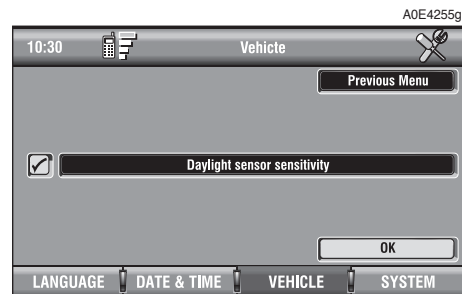 A0E4255g
10:30 Vehicte
Previous Menu
Daylight sensor sensitivity
OK
LANGUAGE DATE & TIME VEHICLE SYSTEM